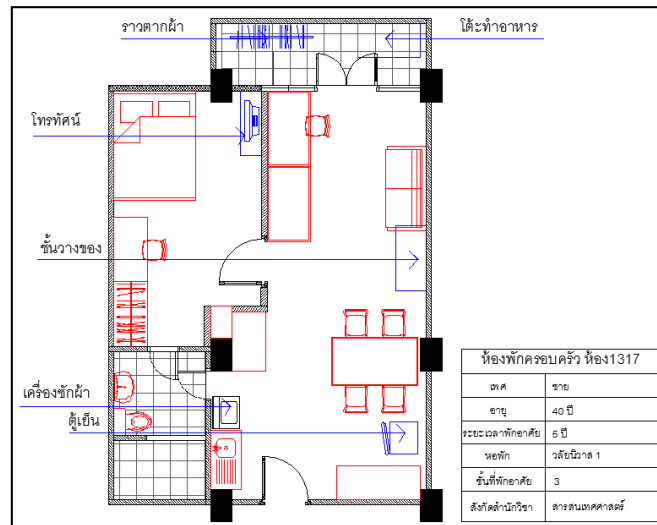 ราวตากผ้า
โต๊ะทำอาหาร
โทรทัศน์
ชั้นวางของ
เครื่องซักผ้า
ตู้เย็น
ห้องพักครอบครัว ห้อง1317
เพศ ชาย
อายุ 40 ปี
ระยะเวลาพักอาศัย 5 ปี
หอพัก วลัยนิวาส 1
ชั้นที่พักอาศัย 3
สังกัดสำนักวิชา สารสนเทศศาสตร์